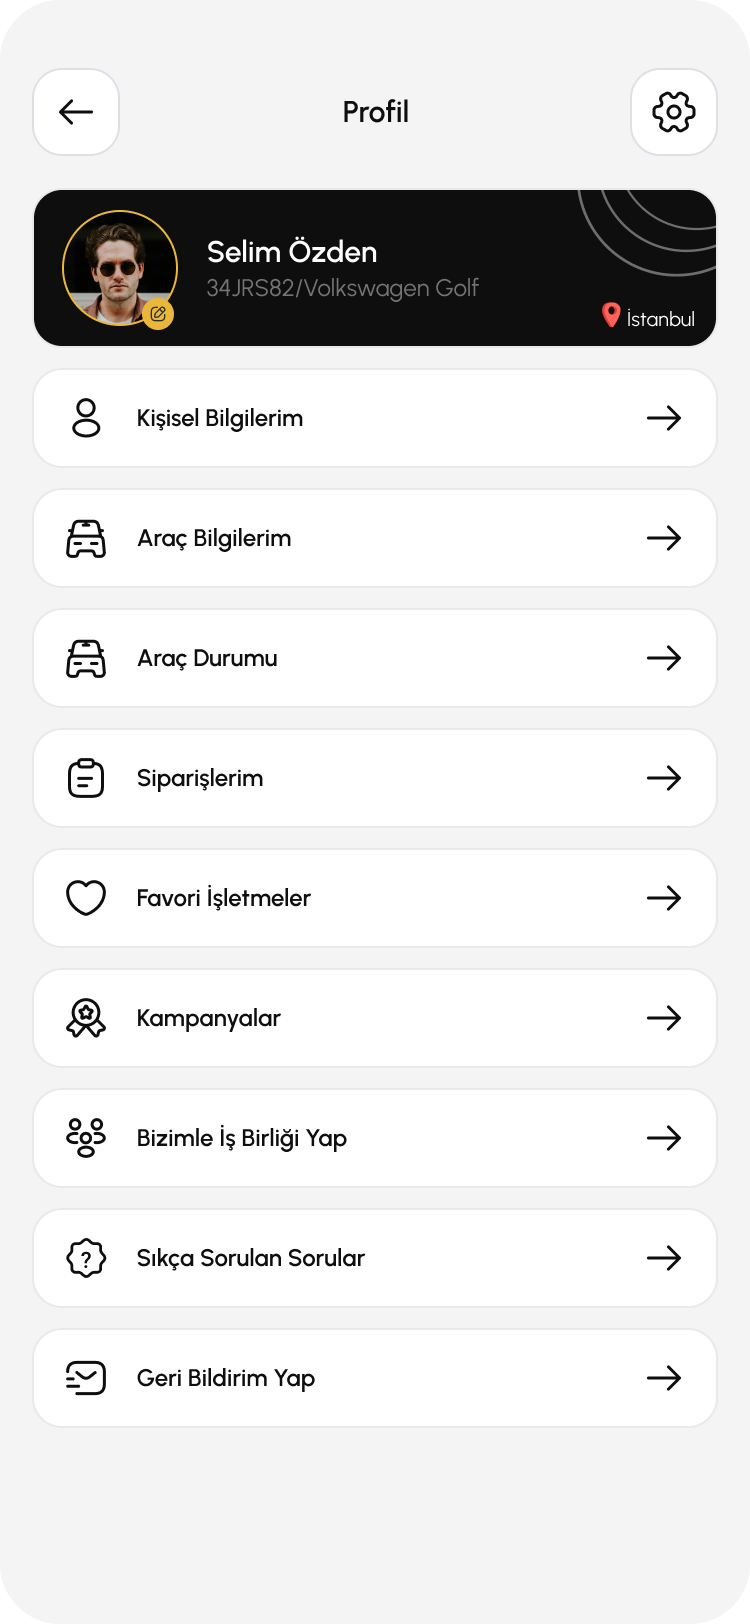 Profil
Selim Özden
34JRS82/Volkswagen Golf
İstanbul
Kişisel Bilgilerim
Araç Bilgilerim
Araç Durumu
Siparişlerim
Favori İşletmeler
Kampanyalar
Bizimle İş Birliği Yap
Sıkça Sorulan Sorular
Geri Bildirim Yap